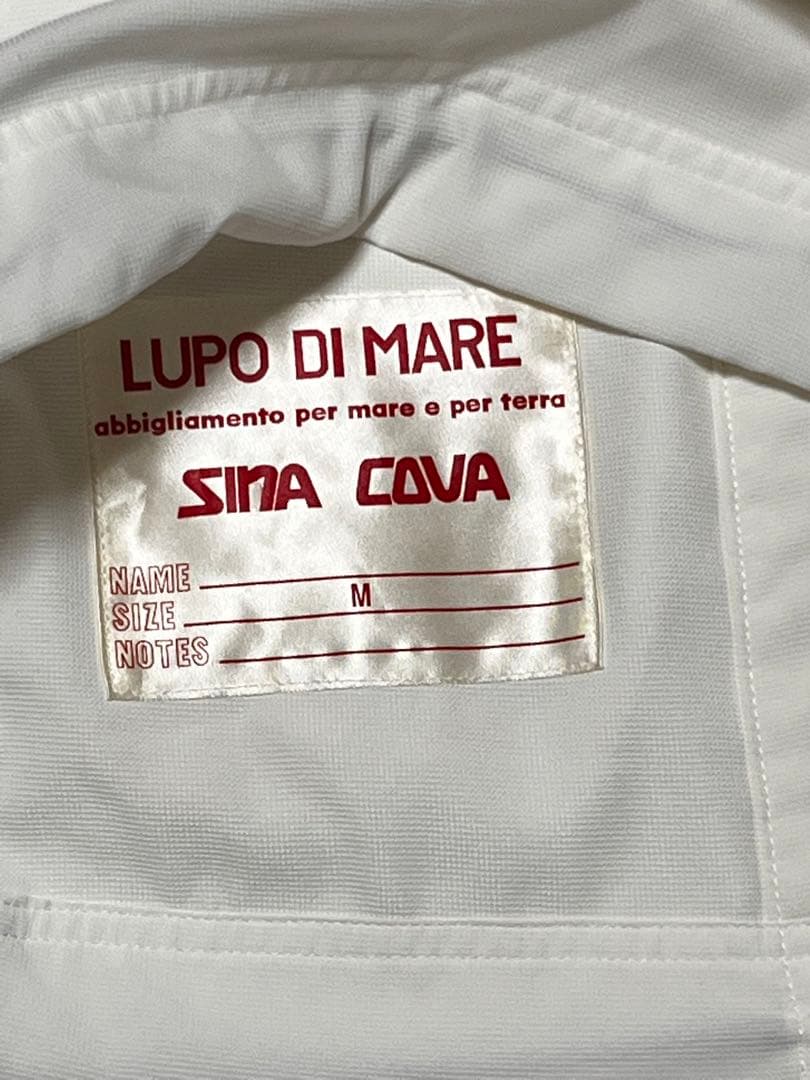 LUPO DI MARE
abbigliamento per mare e per terra
SINA COVA
NAME
SIZE M
NOTES